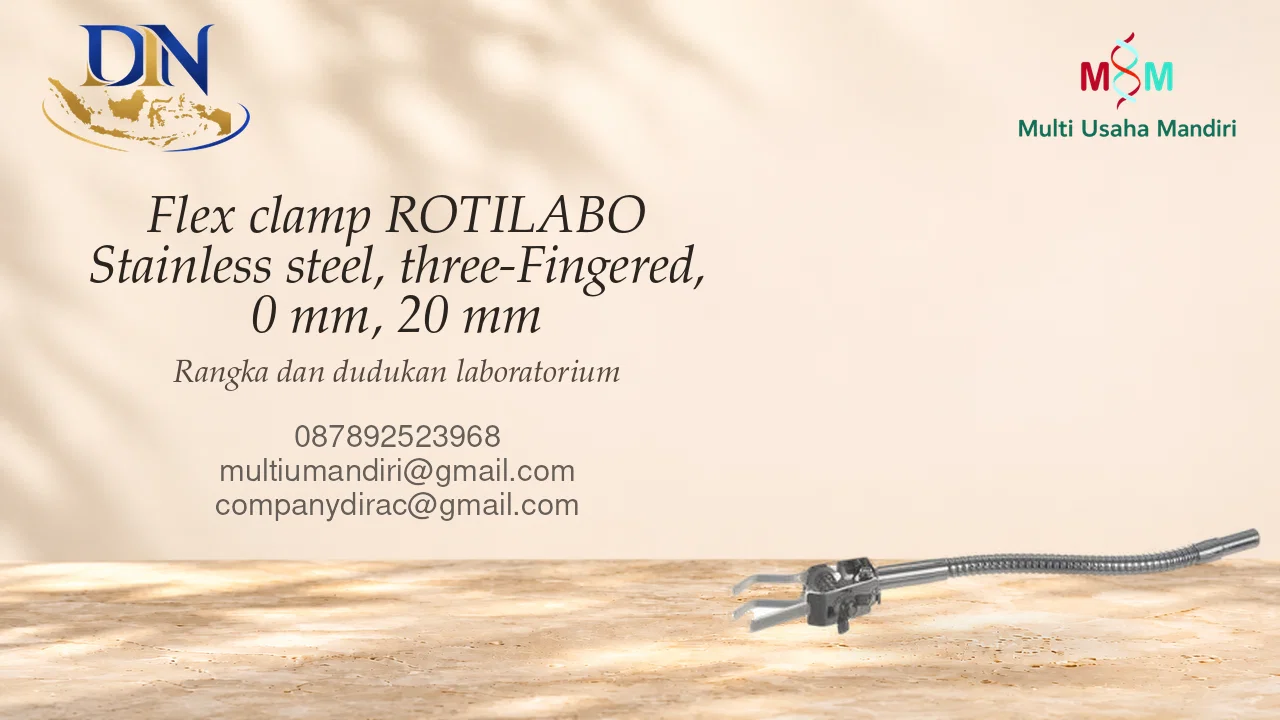 DIN
M M
Multi Usaha Mandiri
Flex clamp ROTILABO
Stainless steel, three-Fingered,
0 mm, 20 mm
Rangka dan dudukan laboratorium
087892523968
multiumandiri@gmail.com
companydirac@gmail.com